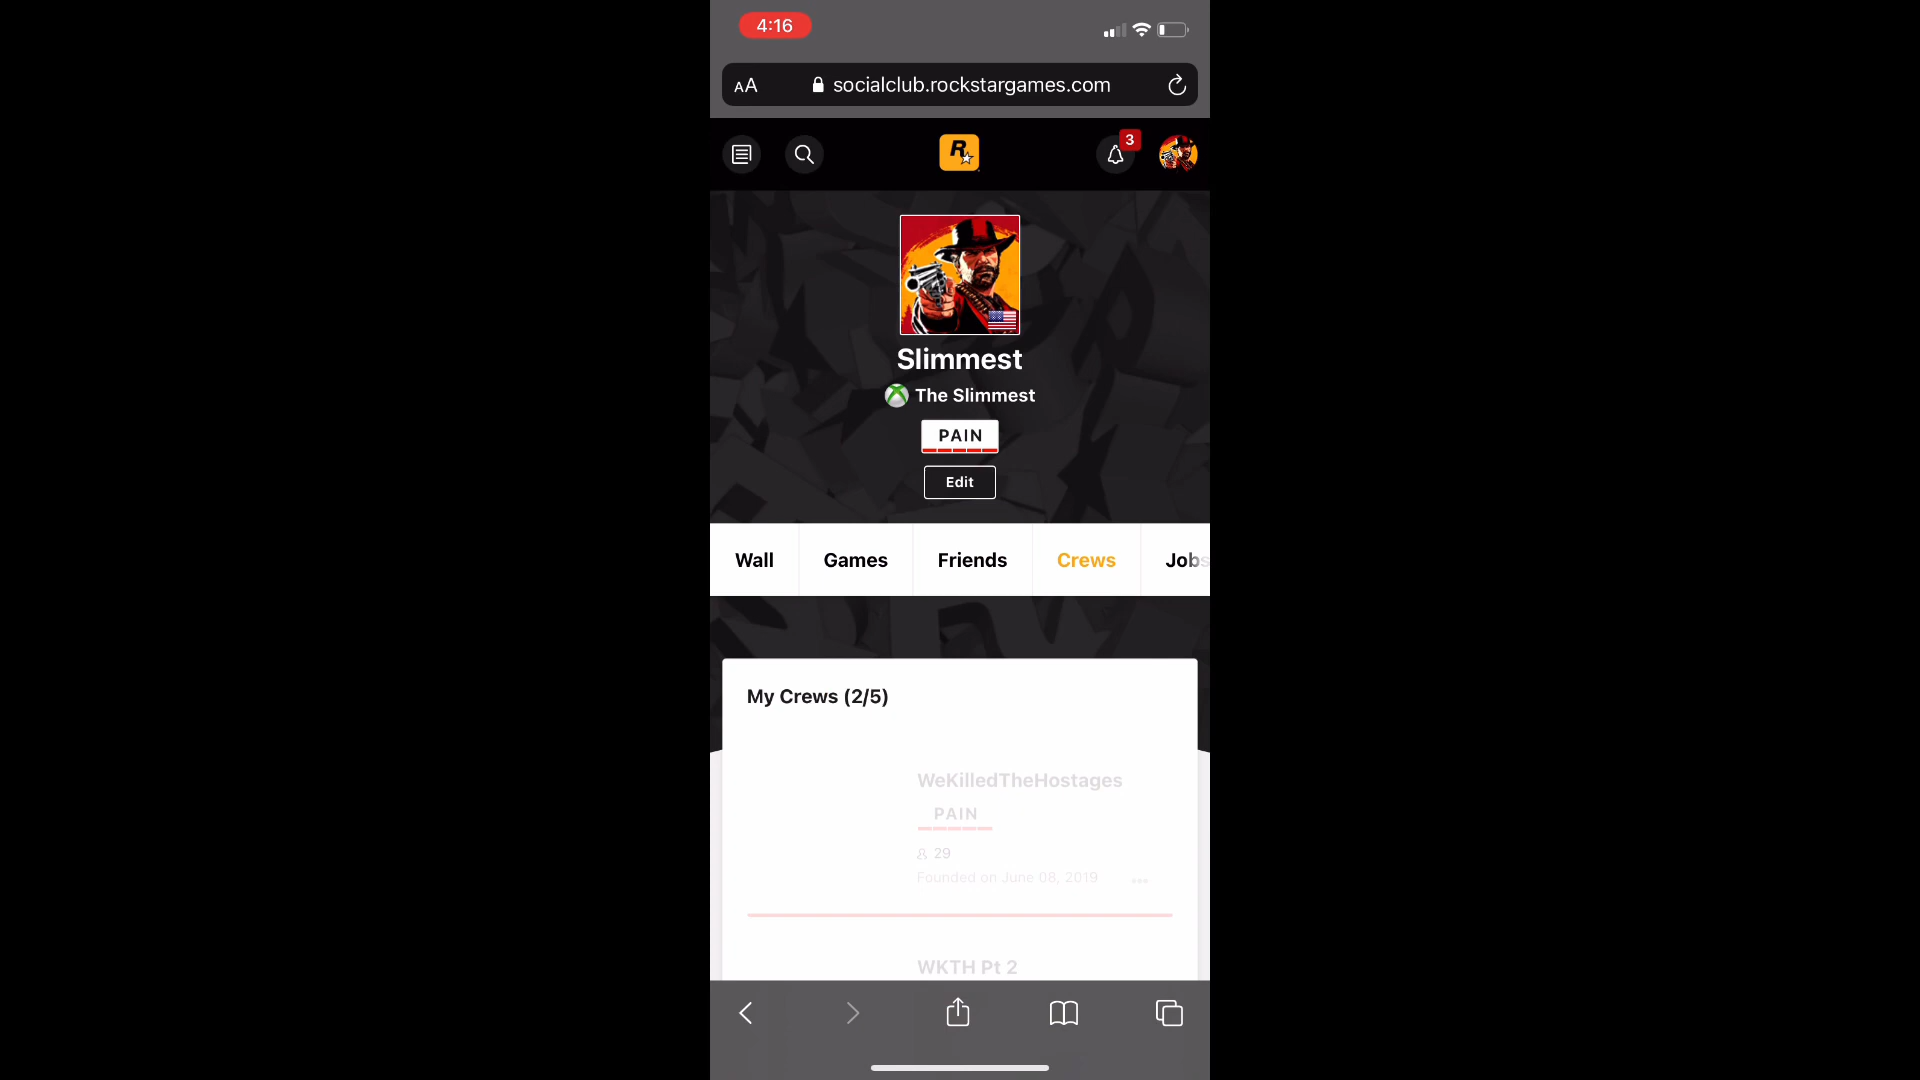 4:16
AA socialclub.rockstargames.com
R
3
Slimmest
The Slimmest
PAIN
Edit
Wall Games Friends Crews Jobs
My Crews (2/5)
WeKilledTheHostages
PAIN
29
Founded on June 08, 2019
WKTH Pt 2